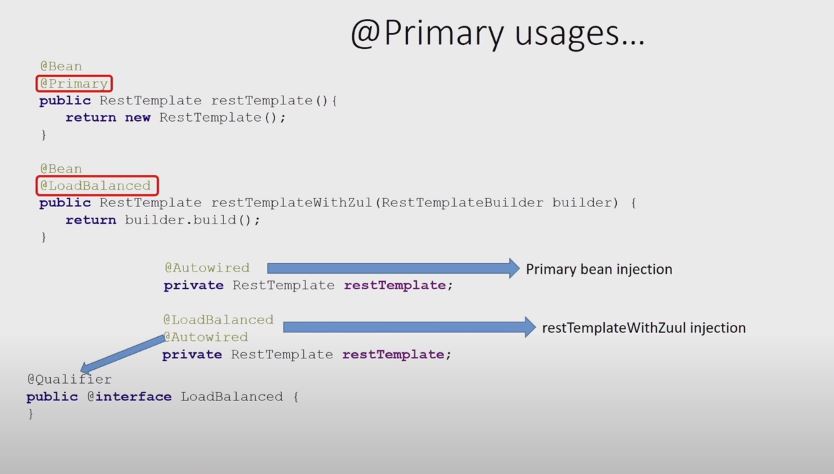 @Primary usages...
@Bean
@Primary
public RestTemplate restTemplate(){
return new RestTemplate();
}
@Bean
@LoadBalanced
public RestTemplate restTemplateWithZul(RestTemplateBuilder builder) {
return builder.build();
}
@Autowired
Primary bean injection
private RestTemplate restTemplate;
@LoadBalanced
restTemplateWithZuul injection
@Autowired
private RestTemplate restTemplate;
@Qualifier
public @interface LoadBalanced {
}